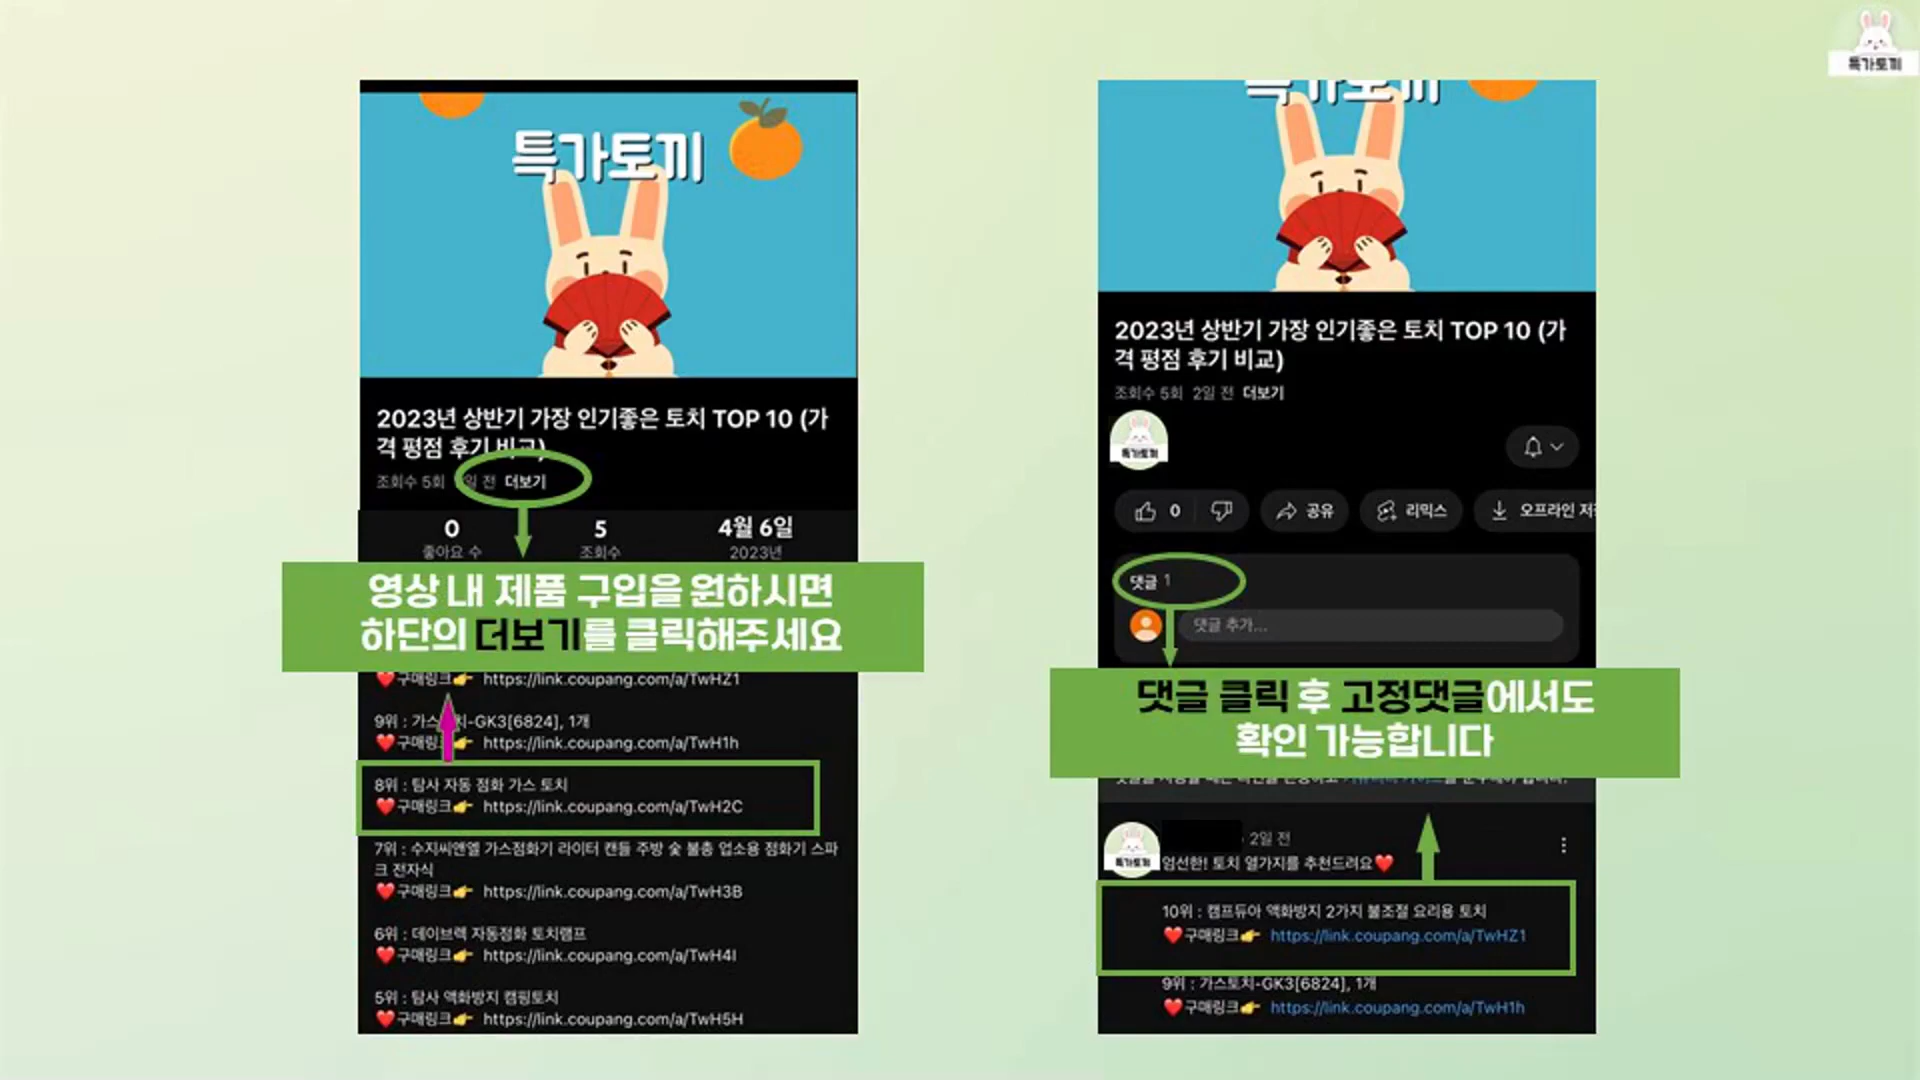 특가토끼
특가토끼
2023년 상반기 가장 인기좋은 토치 TOP 10 (가
격 평점 후기 비교)
조회수 5회 일 전 더보기
0 5 4월 6일
좋아요 수 조회수 2023년
영상 내 제품 구입을 원하시면
하단의 더보기를 클릭해주세요
❤️구매링크👉 https://link.coupang.com/a/TwHZ1
9위 : 가스토치-GK3[6824], 1개
❤️구매링크👉 https://link.coupang.com/a/TwH1h
8위 : 탐사 자동 점화 가스 토치
❤️구매링크👉 https://link.coupang.com/a/TwH2C
7위 : 수지씨앤엘 가스점화기 라이터 캔들 주방 숯 불총 업소용 점화기 스파
크 전자식
❤️구매링크👉 https://link.coupang.com/a/TwH3B
6위 : 데이브렉 자동점화 토치램프
❤️구매링크👉 https://link.coupang.com/a/TwH4I
5위 : 탐사 액화방지 캠핑토치
❤️구매링크👉 https://link.coupang.com/a/TwH5H
특가토끼
2023년 상반기 가장 인기좋은 토치 TOP 10 (가
격 평점 후기 비교)
조회수 5회 2일 전 더보기
특가토끼
0 공유 리믹스 오프라인 저
댓글 1
댓글 추가...
댓글 클릭 후 고정댓글에서도
확인 가능합니다
2일 전
특가토끼
엄선한! 토치 열가지를 추천드려요❤️
10위 : 캠프듀아 액화방지 2가지 불조절 요리용 토치
❤️구매링크👉 https://link.coupang.com/a/TwHZ1
9위 : 가스토치-GK3[6824], 1개
❤️구매링크👉 https://link.coupang.com/a/TwH1h